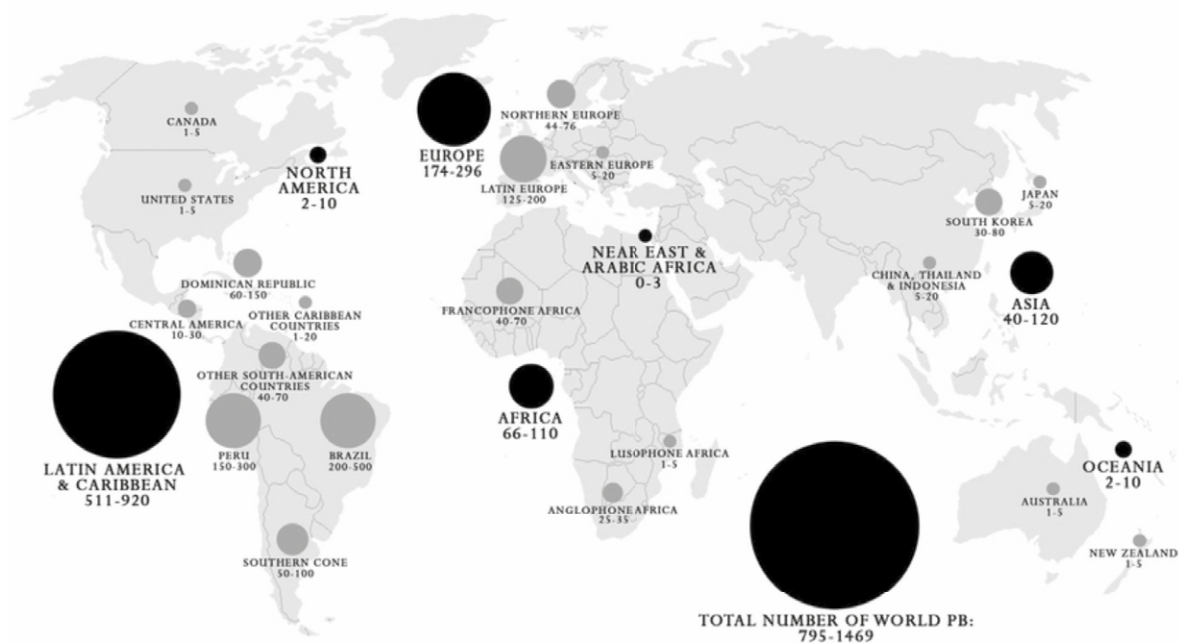 CANADA
1-5
NORTH
AMERICA
2-10
UNITED STATES
1-5
EUROPE
174-296
NORTHERN EUROPE
44-76
EASTERN EUROPE
5-20
LATIN EUROPE
125-200
JAPAN
5-20
SOUTH KOREA
30-80
NEAR EAST &
ARABIC AFRICA
0-3
CHINA, THAILAND
& INDONESIA
5-20
ASIA
40-120
DOMINICAN REPUBLIC
60-150
OTHER CARIBBEAN
COUNTRIES
1-20
CENTRAL AMERICA
10-30
FRANCOPHONE AFRICA
40-70
OTHER SOUTH-AMERICAN
COUNTRIES
40-70
AFRICA
66-110
PERU
150-300
BRAZIL
200-500
LATIN AMERICA
& CARIBBEAN
511-920
LUSOPHONE AFRICA
1-5
ANGLOPHONE AFRICA
25-35
OCEANIA
2-10
AUSTRALIA
1-5
NEW ZEALAND
1-5
SOUTHERN CONE
50-100
TOTAL NUMBER OF WORLD PB:
795-1469